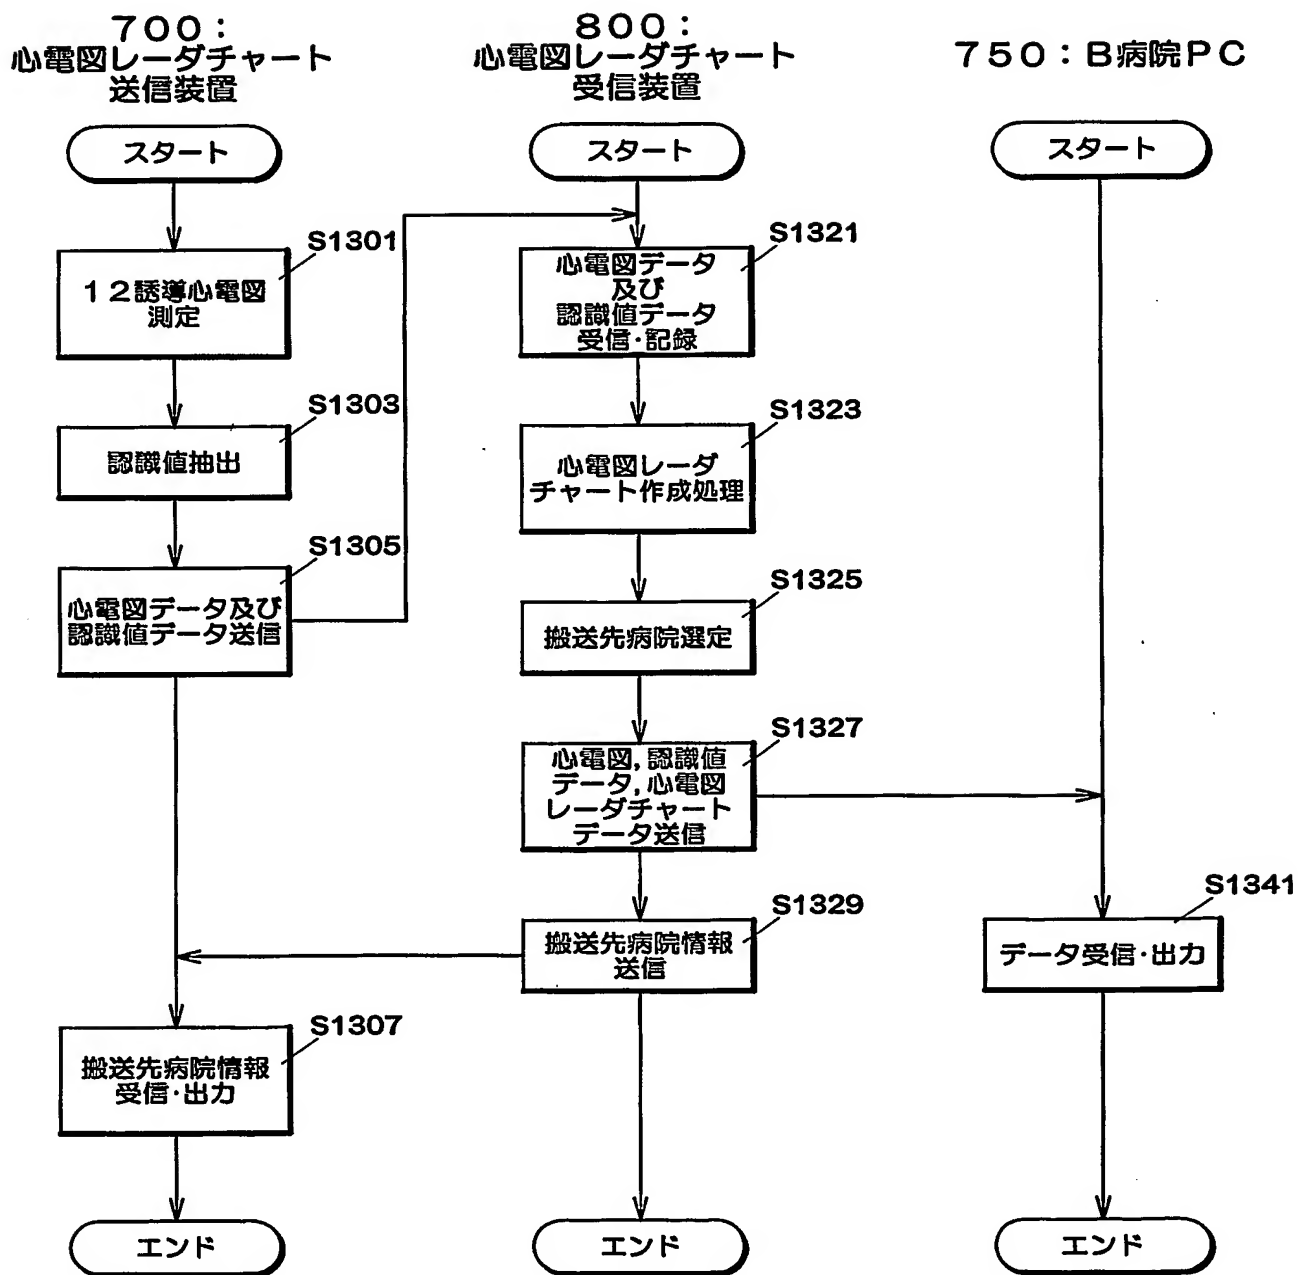 700:
心電図レーダチャート
送信装置
スタート
S1301
12誘導心電図
測定
S1303
認識値抽出
S1305
心電図データ及び
認識値データ送信
S1307
搬送先病院情報
受信・出力
エンド
800:
心電図レーダチャート
受信装置
スタート
S1321
心電図データ
及び
認識値データ
受信・記録
S1323
心電図レーダ
チャート作成処理
S1325
搬送先病院選定
S1327
心電図,認識値
データ,心電図
レーダチャート
データ送信
S1329
搬送先病院情報
送信
エンド
750:B病院PC
スタート
S1341
データ受信・出力
エンド